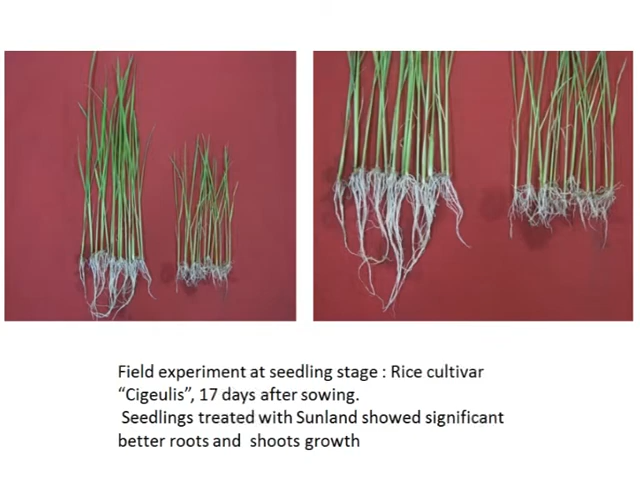 Field experiment at seedling stage : Rice cultivar
“Cigeulis”, 17 days after sowing.
Seedlings treated with Sunland showed significant
better roots and  shoots growth